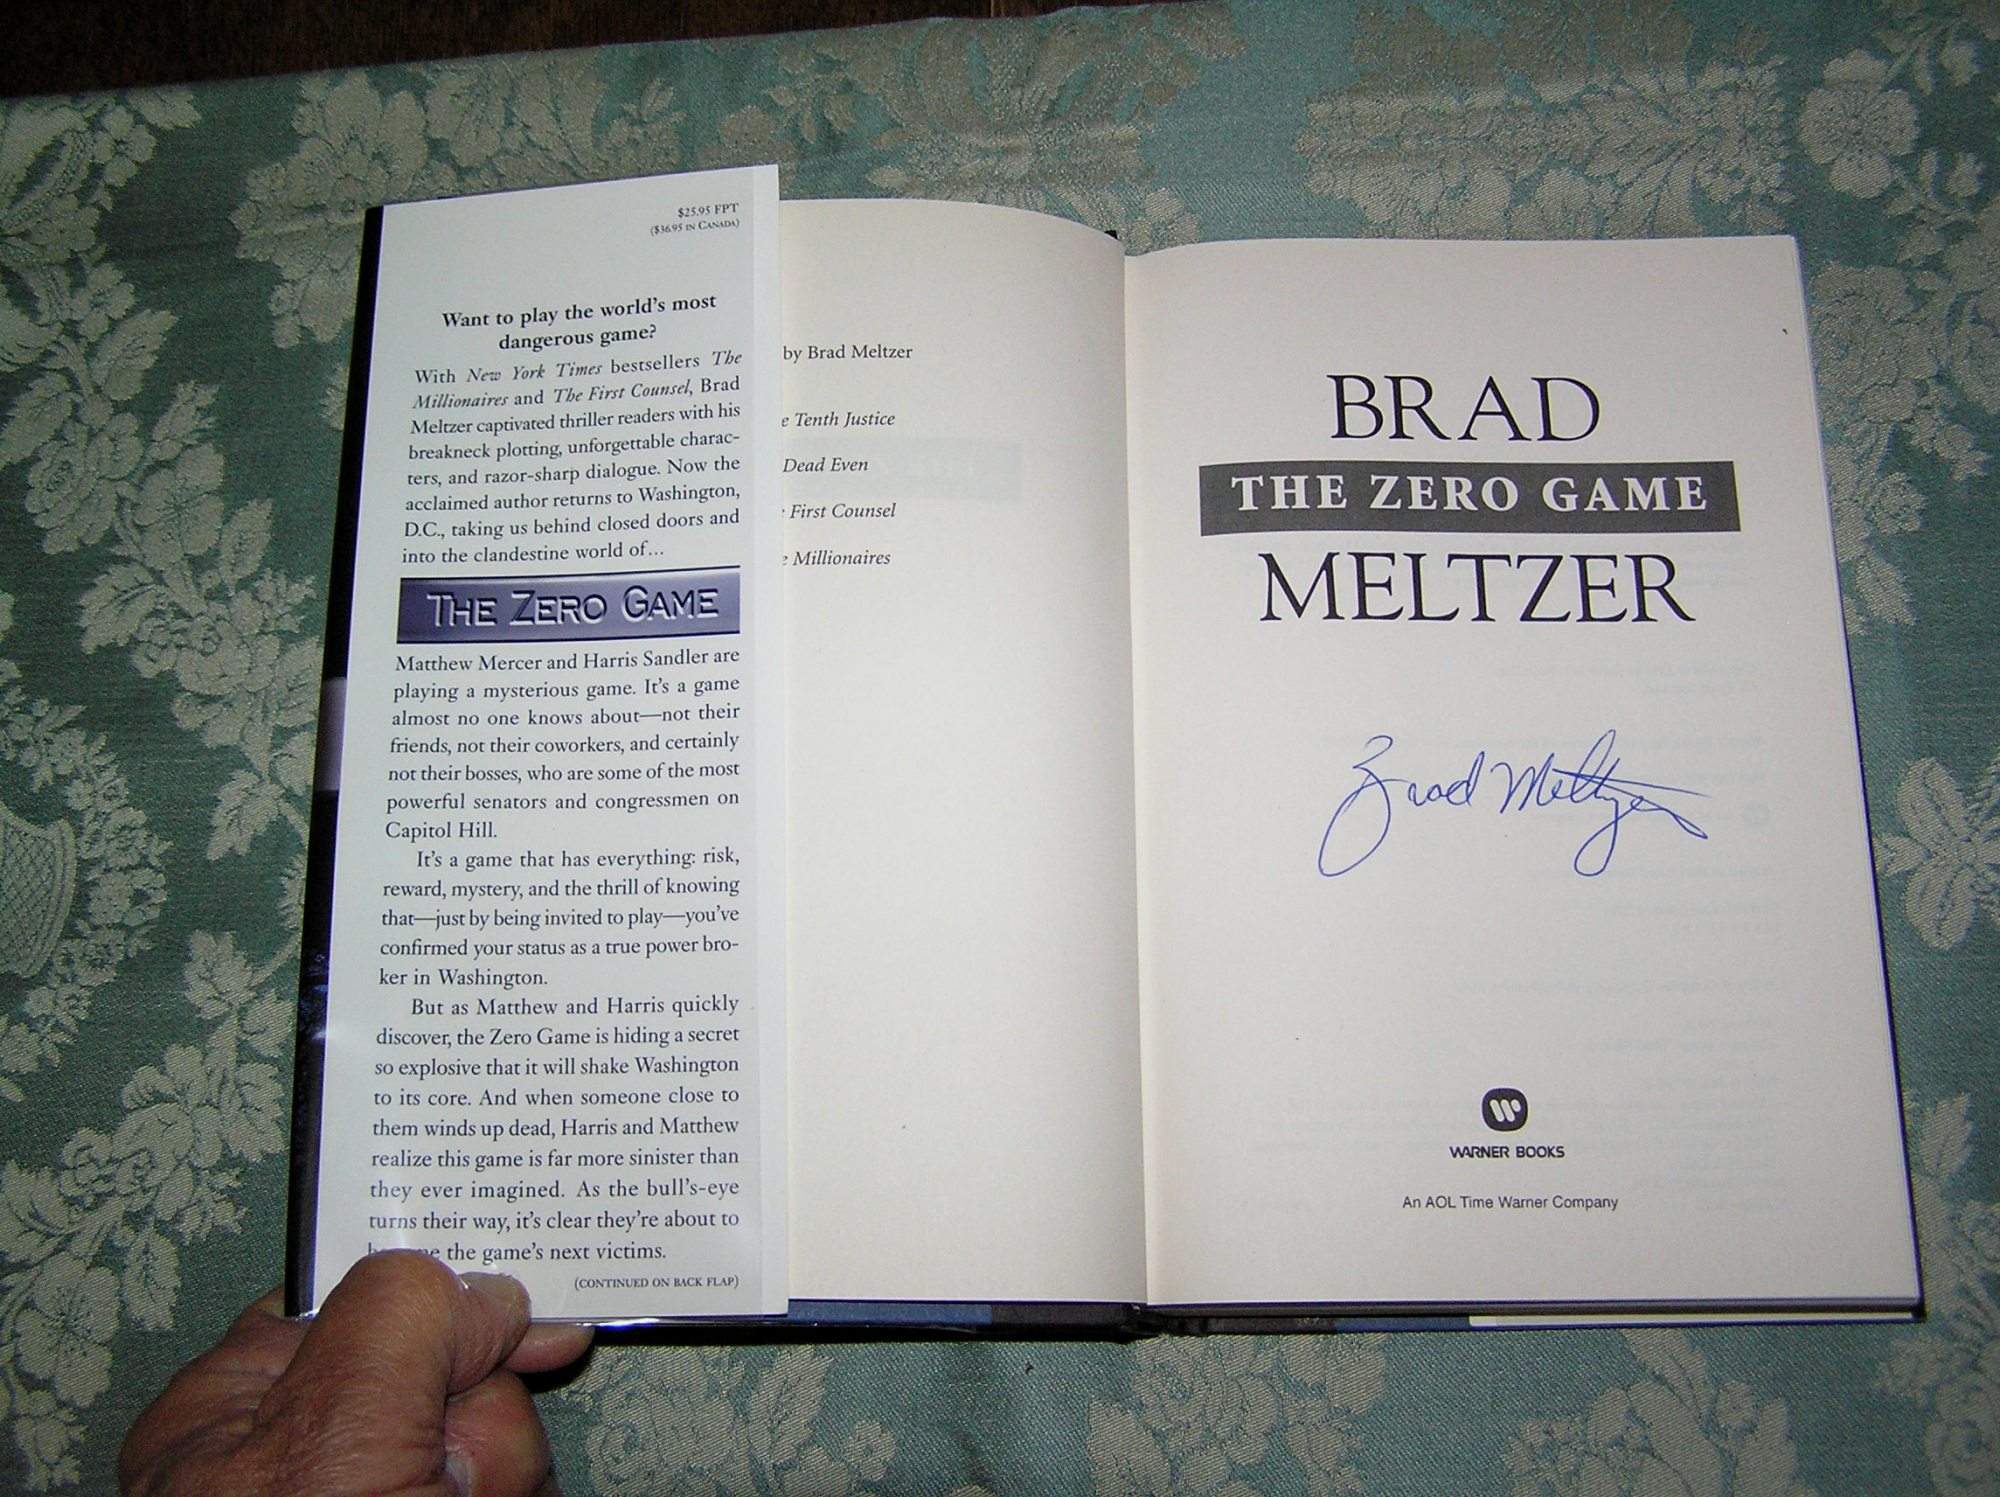 $25.95 FPT
($36.95 IN CANADA)
Want to play the world's most
dangerous game?
With New York Times bestsellers The
Millionaires and The First Counsel, Brad
Meltzer captivated thriller readers with his
breakneck plotting, unforgettable charac-
ters, and razor-sharp dialogue. Now the
acclaimed author returns to Washington,
D.C., taking us behind closed doors and
into the clandestine world of...
THE ZERO GAME
Matthew Mercer and Harris Sandler are
playing a mysterious game. It's a game
almost no one knows about—not their
friends, not their coworkers, and certainly
not their bosses, who are some of the most
powerful senators and congressmen on
Capitol Hill.
It's a game that has everything: risk,
reward, mystery, and the thrill of knowing
that—just by being invited to play—you've
confirmed your status as a true power bro-
ker in Washington.
But as Matthew and Harris quickly
discover, the Zero Game is hiding a secret
so explosive that it will shake Washington
to its core. And when someone close to
them winds up dead, Harris and Matthew
realize this game is far more sinister than
they ever imagined. As the bull's-eye
turns their way, it's clear they're about to
the game's next victims.
(CONTINUED ON BACK FLAP)
by Brad Meltzer
e Tenth Justice
Dead Even
First Counsel
e Millionaires
BRAD
THE ZERO GAME
MELTZER
Brad Meltzer
WARNER BOOKS
An AOL Time Warner Company